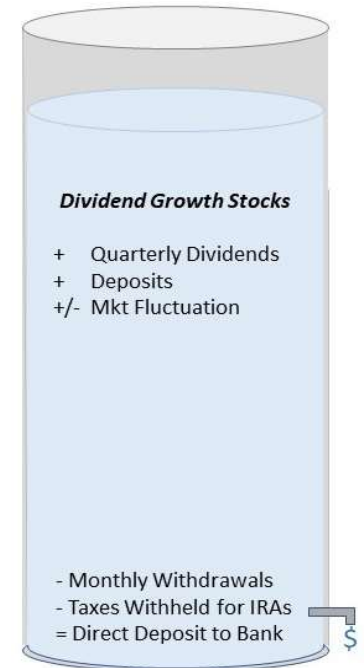 Dividend Growth Stocks
+ Quarterly Dividends
+ Deposits
+/- Mkt Fluctuation
- Monthly Withdrawals
- Taxes Withheld for IRAs
= Direct Deposit to Bank
$